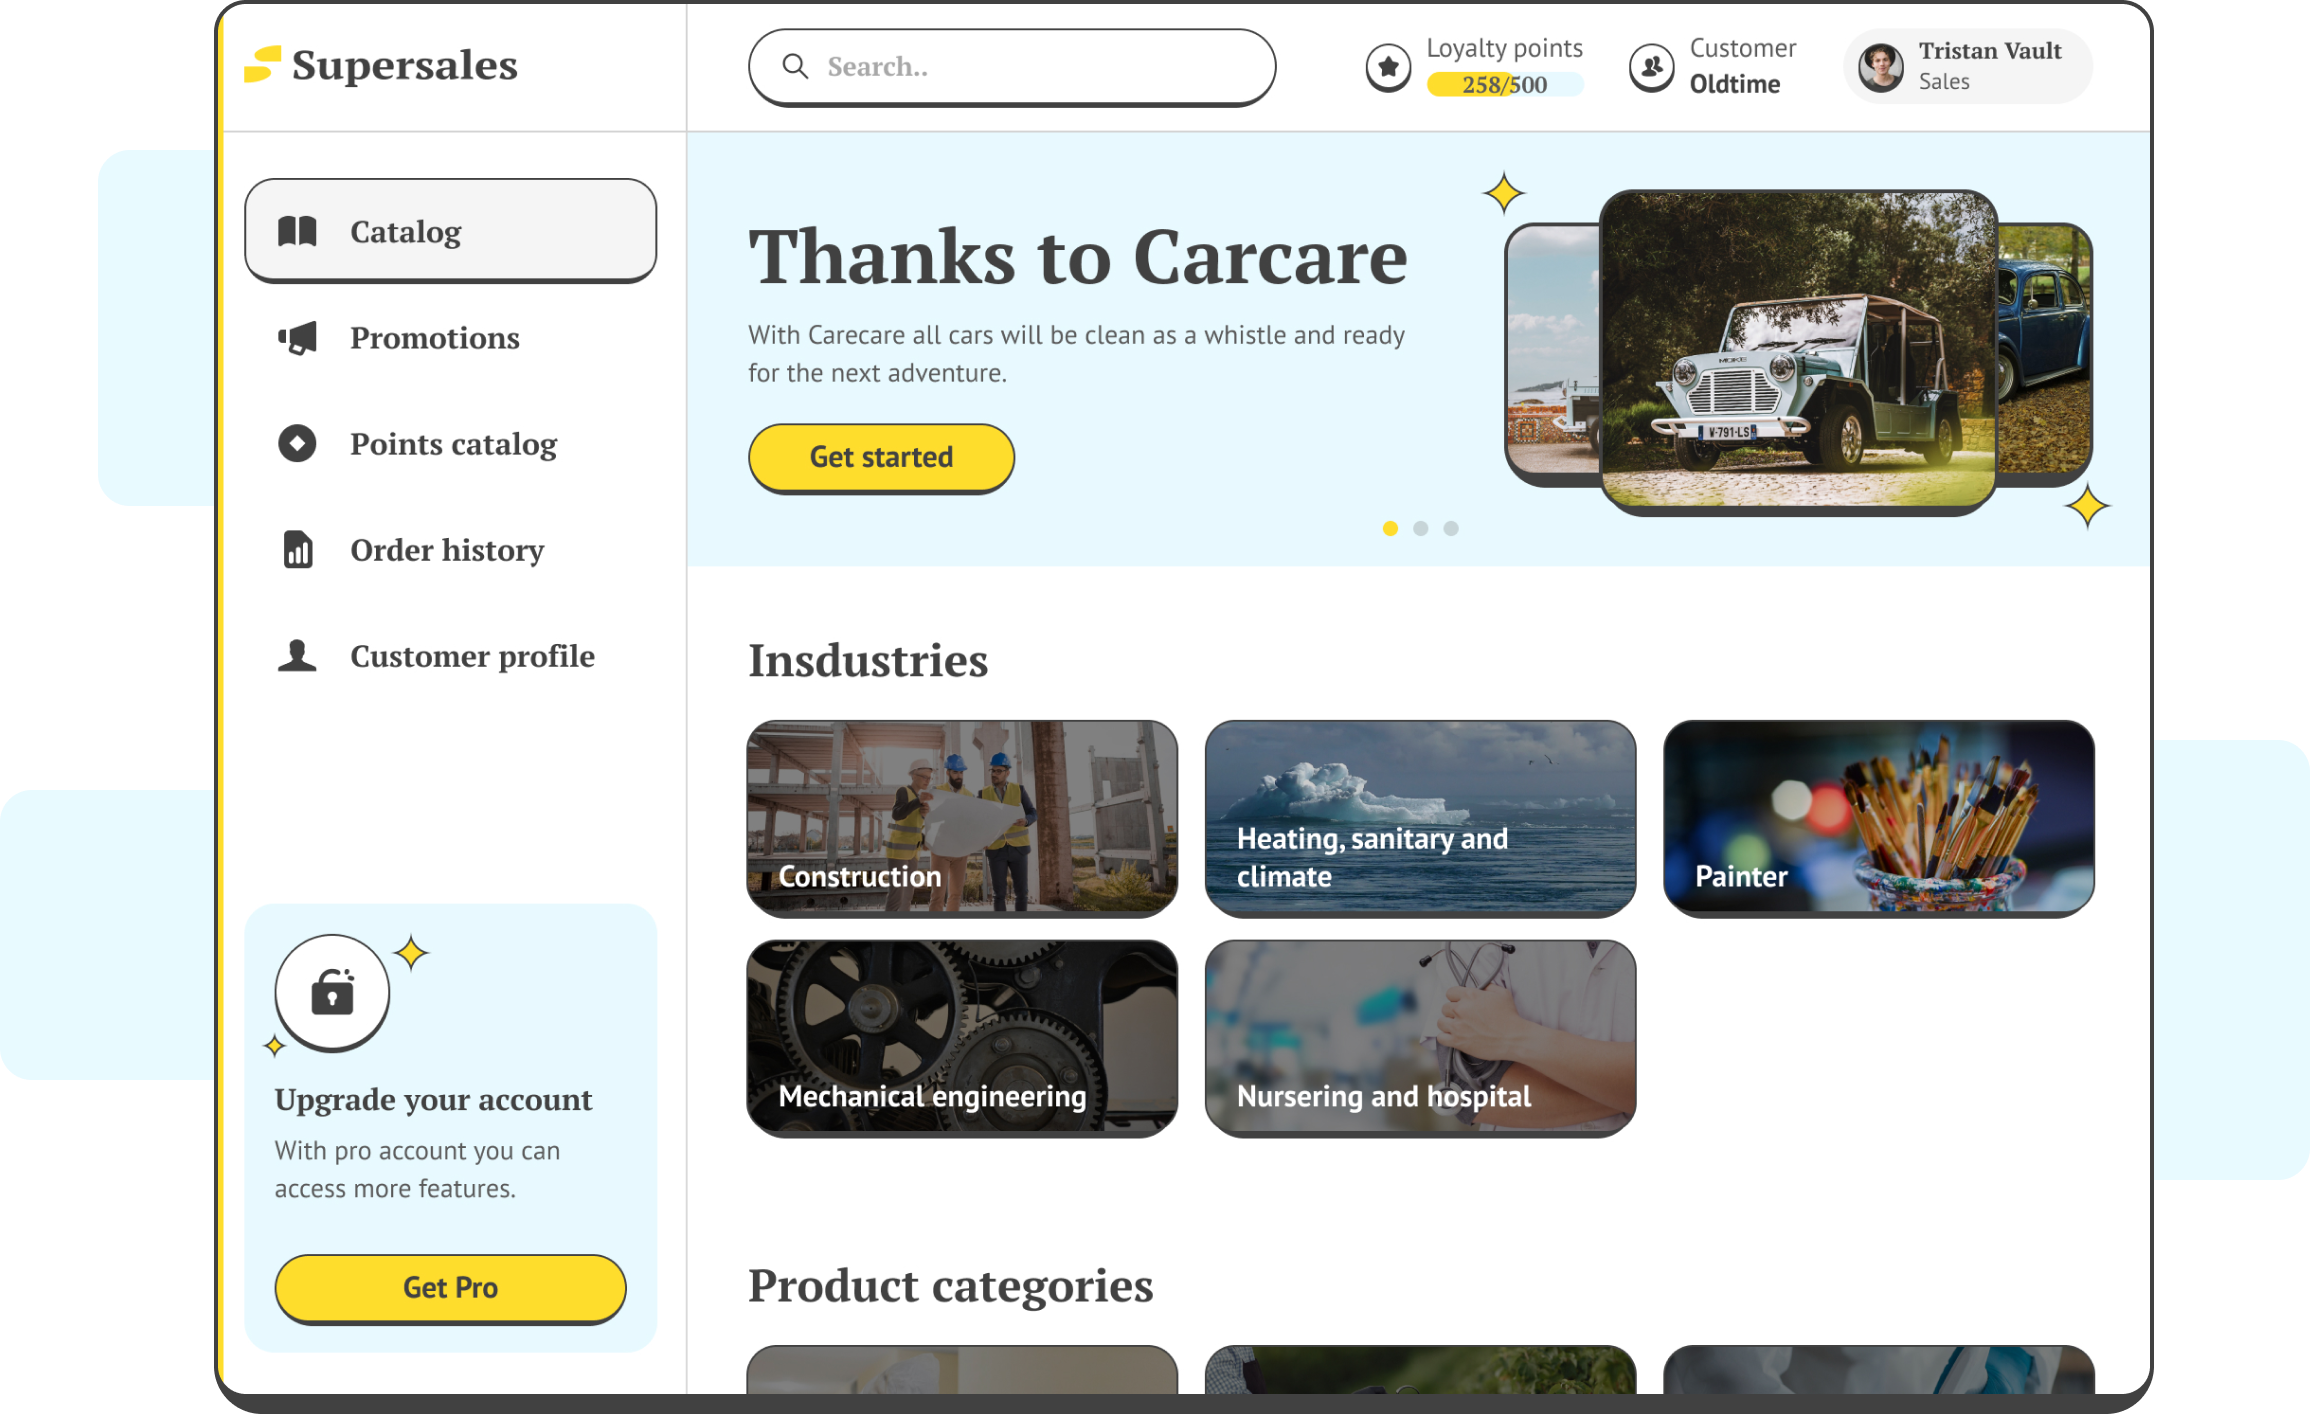 Supersales
Search..
Loyalty points
258/500
Customer
Oldtime
Tristan Vault
Sales
Catalog
Promotions
Points catalog
Order history
Customer profile
Thanks to Carcare
With Carecare all cars will be clean as a whistle and ready
for the next adventure.
Get started
MOKE
W-791-LS
Insdustries
Construction
Heating, sanitary and
climate
Painter
Mechanical engineering
Nursering and hospital
Upgrade your account
With pro account you can
access more features.
Get Pro
Product categories